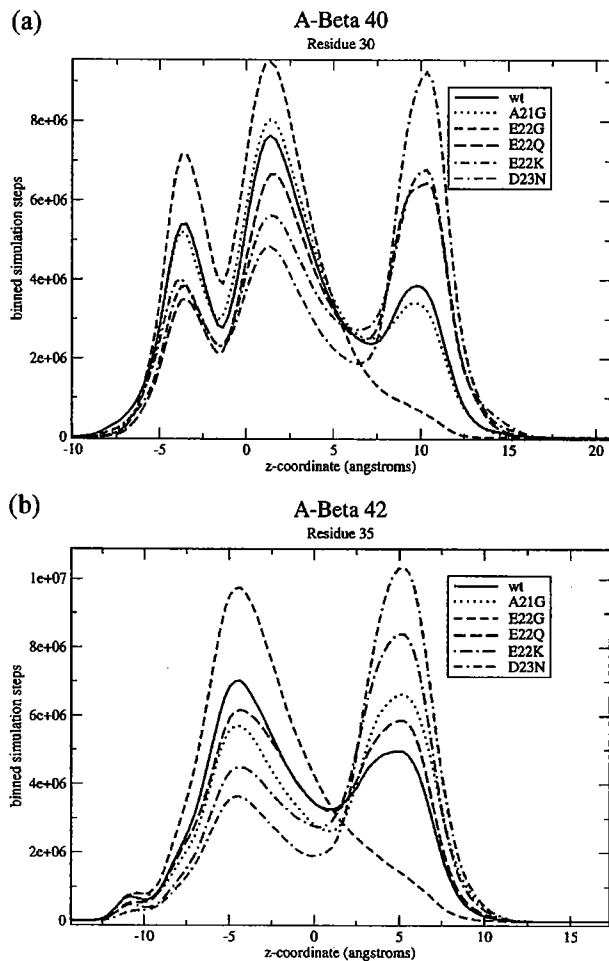 (a)
A-Beta 40
Residue 30
binned simulation steps
8e+06
6e+06
4e+06
2e+06
0
wt
A21G
E22G
E22Q
E22K
D23N
-10
-5
0
5
10
15
20
z-coordinate (angstroms)
(b)
A-Beta 42
Residue 35
binned simulation steps
1e+07
8e+06
6e+06
4e+06
2e+06
0
wt
A21G
E22G
E22Q
E22K
D23N
-10
-5
0
5
10
15
z-coordinate (angstroms)